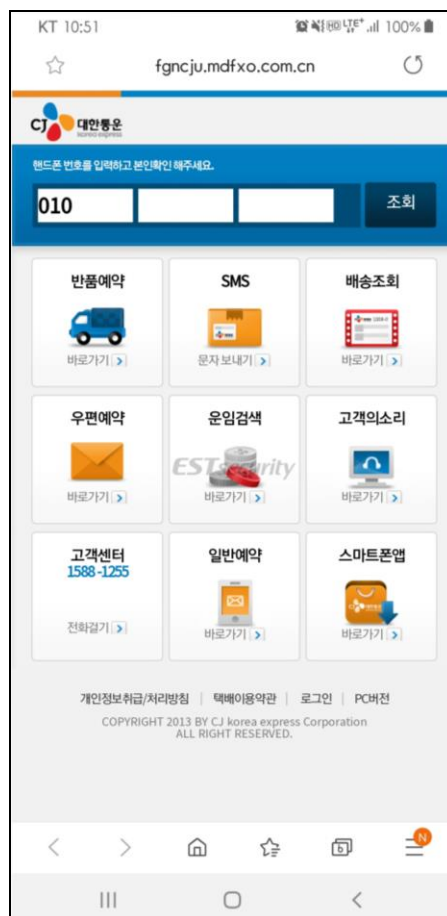 KT 10:51 HD LTE+ 100%
fgncju.mdfxo.com.cn
CJ 대한통운
korea express
핸드폰 번호를 입력하고 본인확인 해주세요.
010 조회
반품예약 SMS 배송조회
바로가기 문자 보내기 바로가기
우편예약 운임검색 고객의소리
ESTsecurity
바로가기 바로가기 바로가기
고객센터 일반예약 스마트폰앱
1588-1255
전화걸기 바로가기 바로가기
개인정보취급/처리방침 | 택배이용약관 | 로그인 | PC버전
COPYRIGHT 2013 BY CJ korea express Corporation
ALL RIGHT RESERVED.
6 N